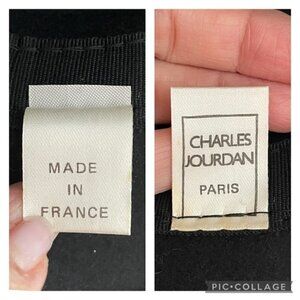 MADE
IN
FRANCE
CHARLES
JOURDAN
PARIS
PIC•COLLAGE